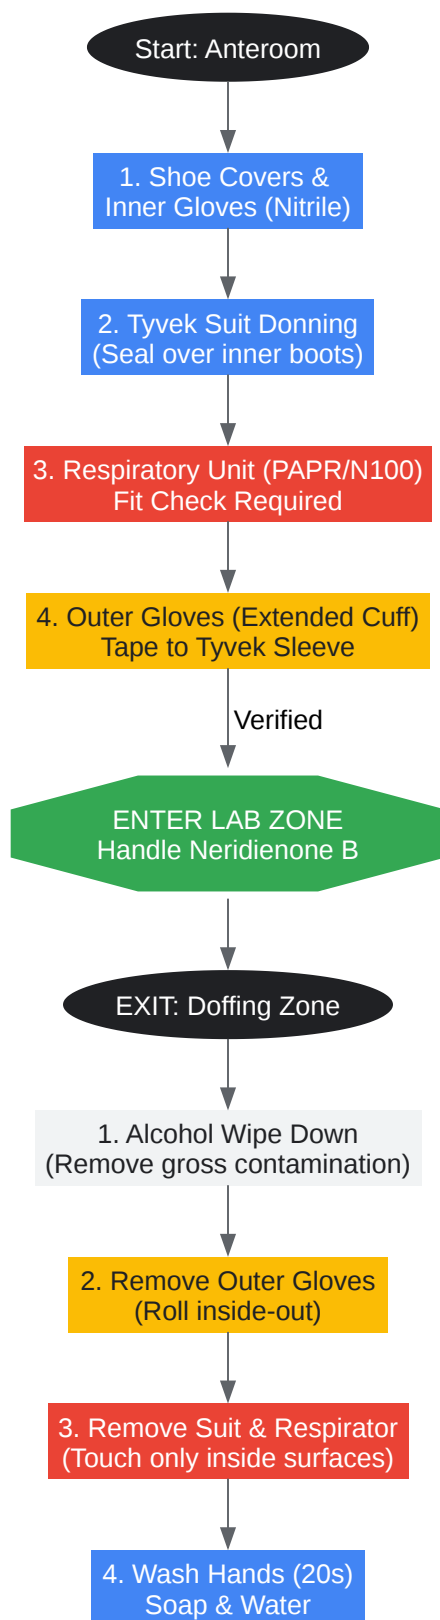 Start: Anteroom
1. Shoe Covers &
Inner Gloves (Nitrile)
2. Tyvek Suit Donning
(Seal over inner boots)
3. Respiratory Unit (PAPR/N100)
Fit Check Required
4. Outer Gloves (Extended Cuff)
Tape to Tyvek Sleeve
Verified
ENTER LAB ZONE
Handle Neridienone B
EXIT: Doffing Zone
1. Alcohol Wipe Down
(Remove gross contamination)
2. Remove Outer Gloves
(Roll inside-out)
3. Remove Suit & Respirator
(Touch only inside surfaces)
4. Wash Hands (20s)
Soap & Water